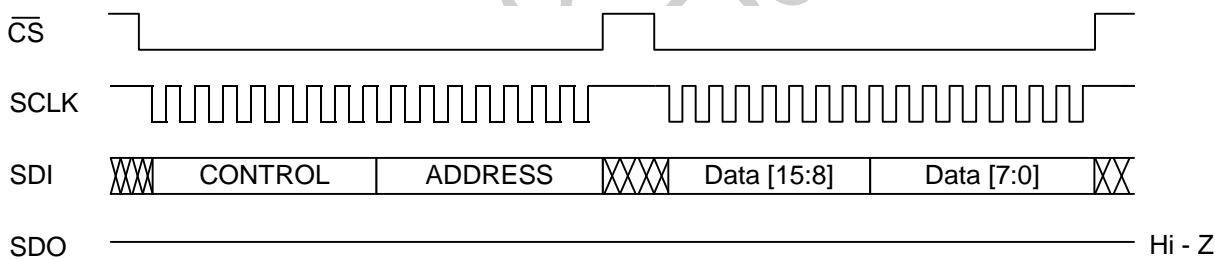 CS
SCLK
SDI CONTROL ADDRESS Data [15:8] Data [7:0]
SDO Hi - Z